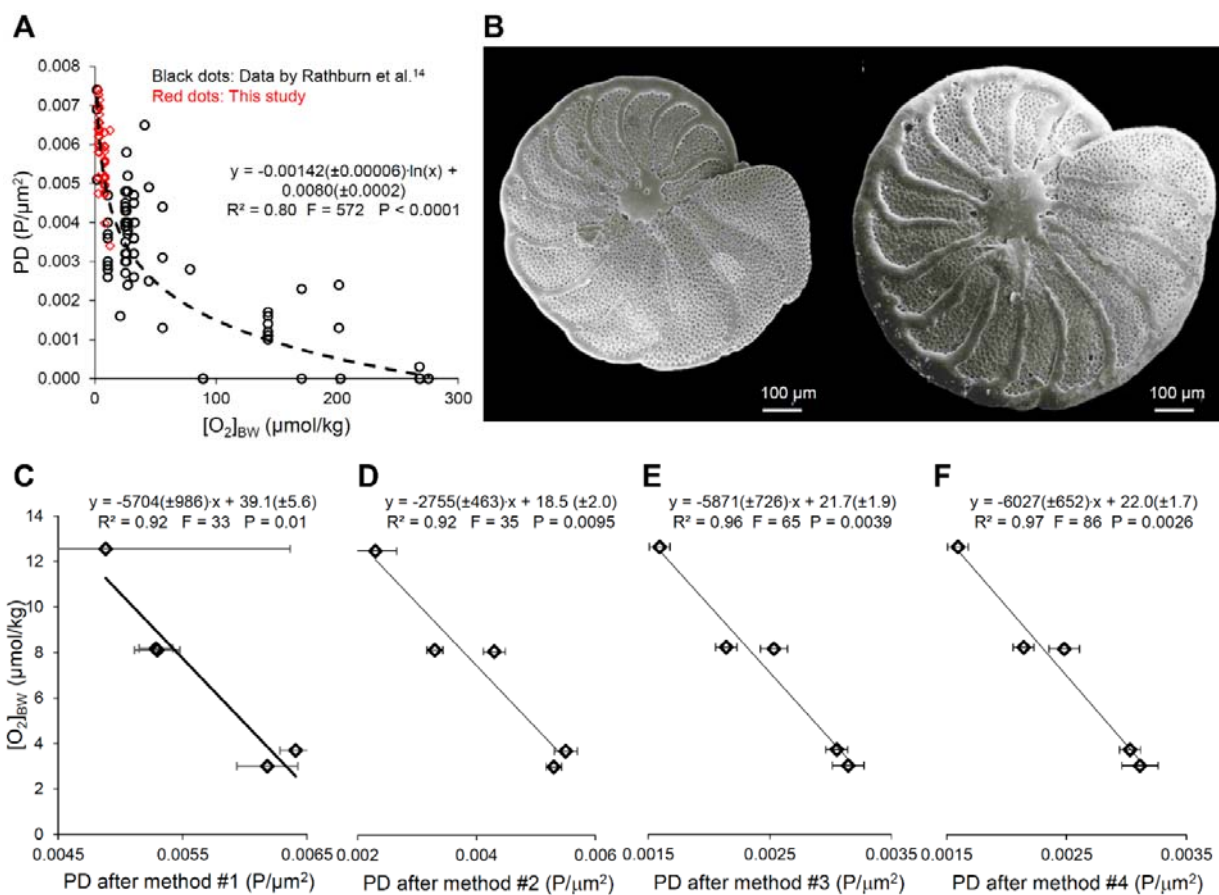 A
0.008
0.007
0.006
0.005
0.004
0.003
0.002
0.001
0.000
PD (P/µm²)
Black dots: Data by Rathburn et al.¹⁴
Red dots: This study
y = -0.00142(±0.00006)·ln(x) +
0.0080(±0.0002)
R² = 0.80 F = 572 P < 0.0001
0 100 200 300
[O₂]BW (µmol/kg)
B
100 µm
100 µm
C
y = -5704(±986)·x + 39.1(±5.6)
R² = 0.92 F = 33 P = 0.01
14
12
10
8
6
4
2
0
[O₂]BW (µmol/kg)
0.0045 0.0055 0.0065
PD after method #1 (P/µm²)
D
y = -2755(±463)·x + 18.5 (±2.0)
R² = 0.92 F = 35 P = 0.0095
0.002 0.004 0.006
PD after method #2 (P/µm²)
E
y = -5871(±726)·x + 21.7(±1.9)
R² = 0.96 F = 65 P = 0.0039
0.0015 0.0025 0.0035
PD after method #3 (P/µm²)
F
y = -6027(±652)·x + 22.0(±1.7)
R² = 0.97 F = 86 P = 0.0026
0.0015 0.0025 0.0035
PD after method #4 (P/µm²)